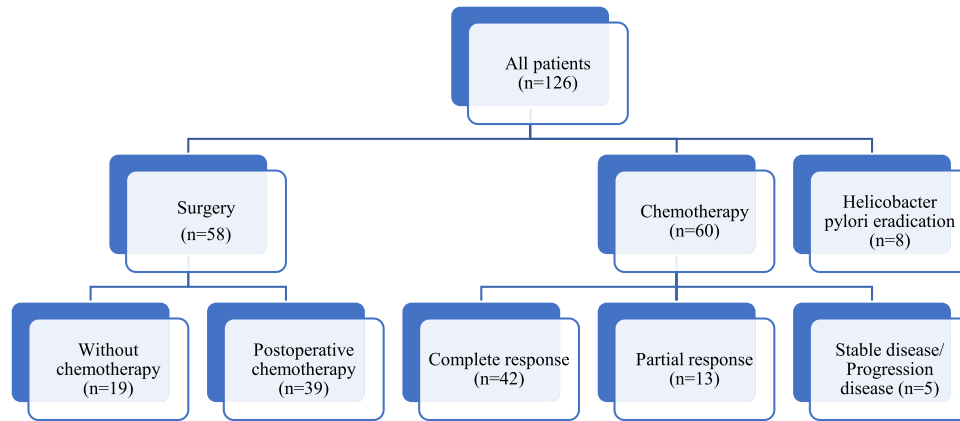 All patients
(n=126)
Surgery
(n=58)
Chemotherapy
(n=60)
Helicobacter
pylori eradication
(n=8)
Without
chemotherapy
(n=19)
Postoperative
chemotherapy
(n=39)
Complete response
(n=42)
Partial response
(n=13)
Stable disease/
Progression
disease (n=5)